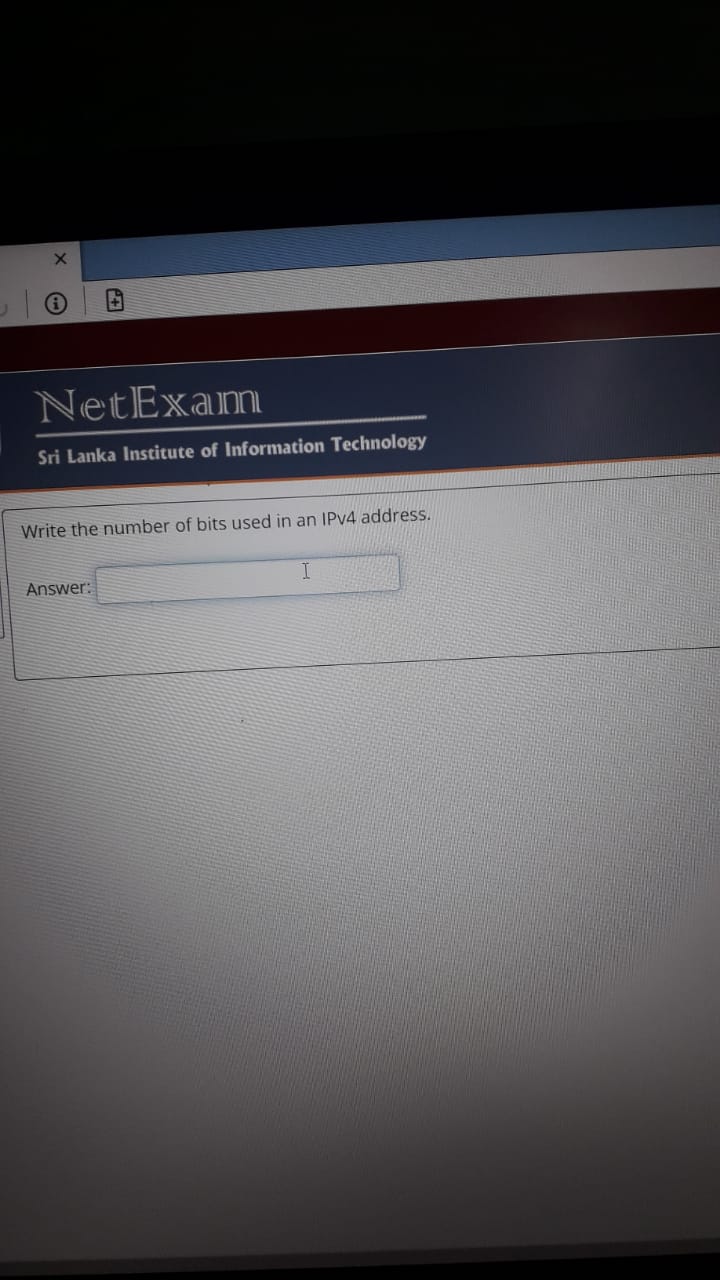 NetExam
Sri Lanka Institute of Information Technology
Write the number of bits used in an IPv4 address.
Answer: